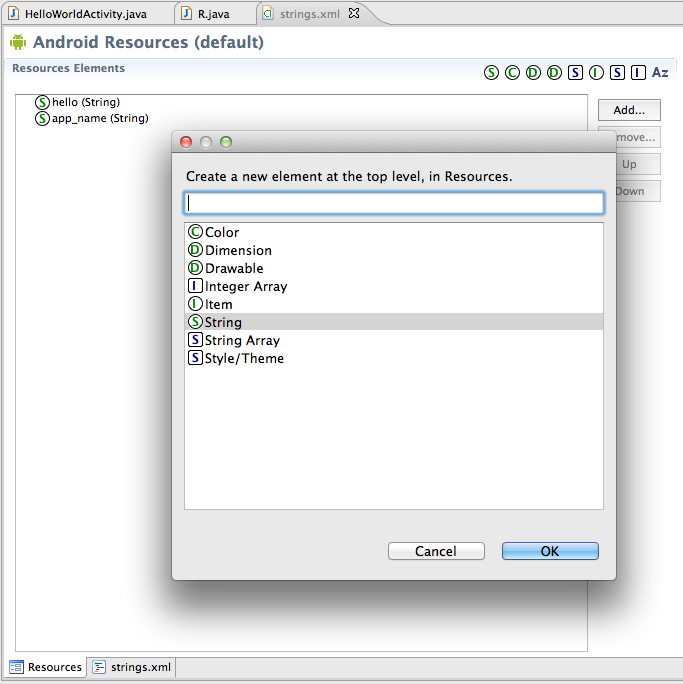 HelloWorldActivity.java R.java strings.xml
Android Resources (default)
Resources Elements
S C D D S I S I Az
S hello (String)
S app_name (String)
Add...
move...
Up
Down
Create a new element at the top level, in Resources.
C Color
D Dimension
D Drawable
I Integer Array
I Item
S String
S String Array
S Style/Theme
Cancel OK
Resources strings.xml